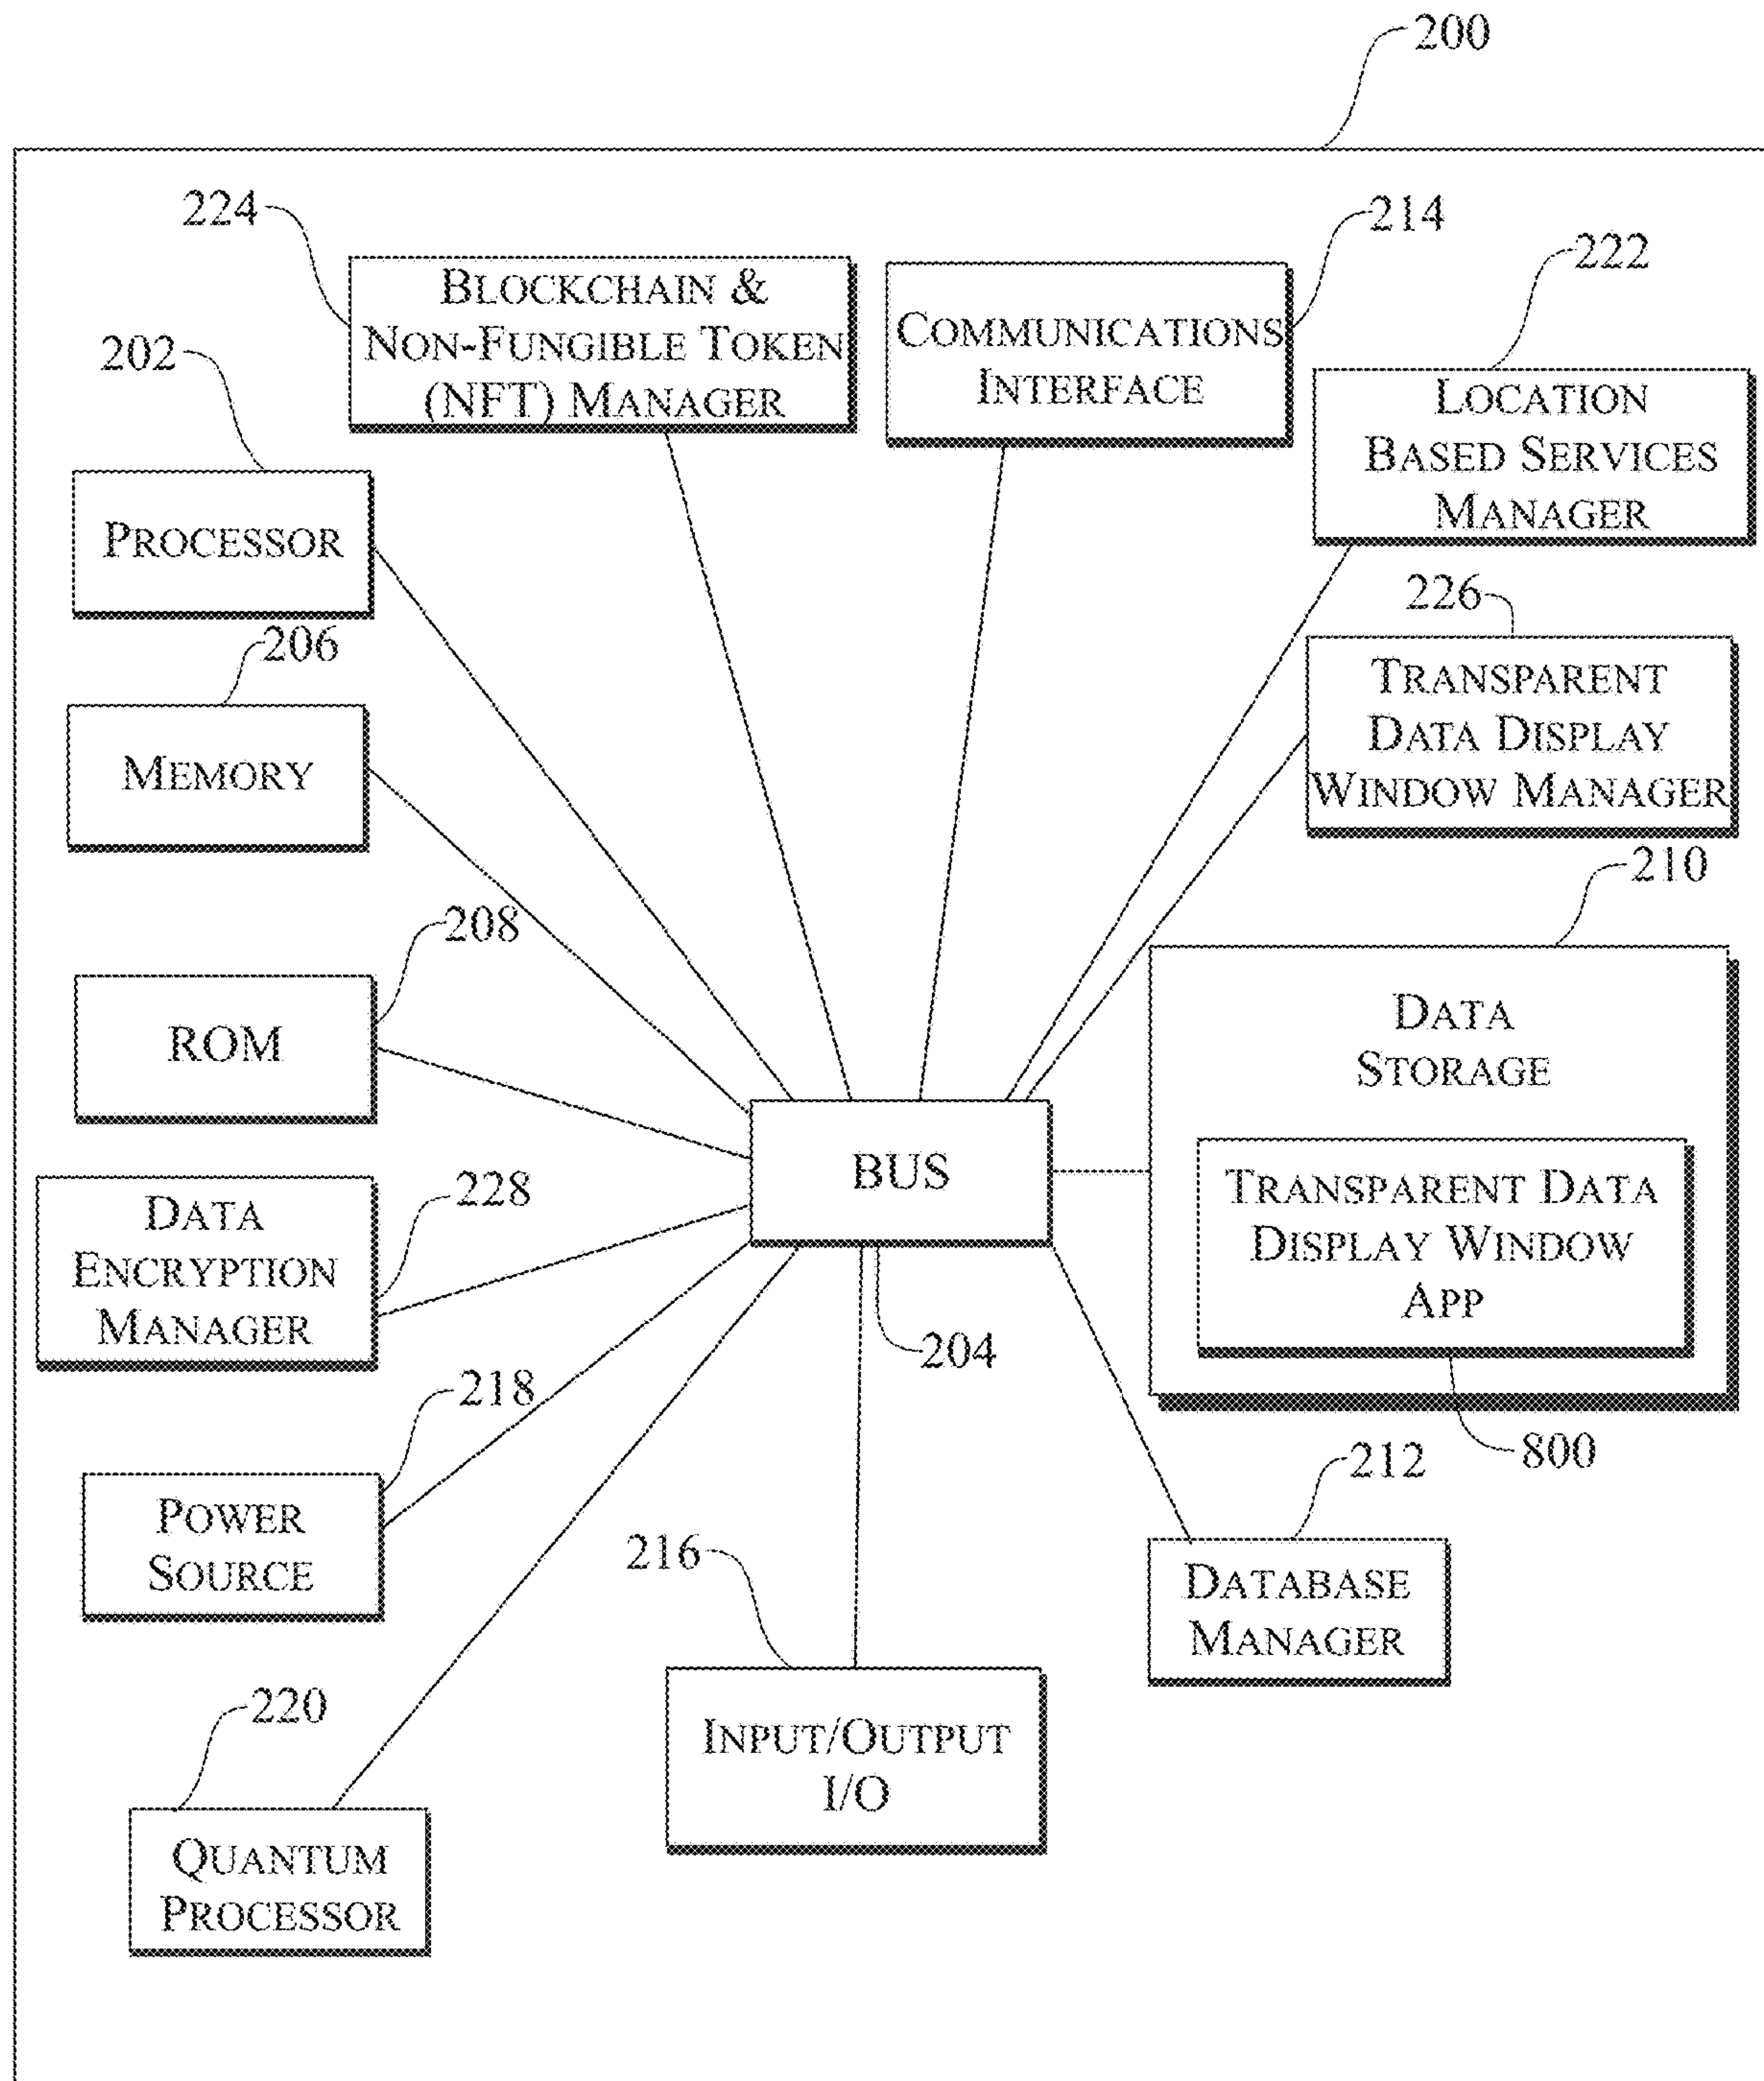 200
224
BLOCKCHAIN &
NON-FUNGIBLE TOKEN
(NFT) MANAGER
214
COMMUNICATIONS
INTERFACE
222
LOCATION
BASED SERVICES
MANAGER
202
PROCESSOR
226
TRANSPARENT
DATA DISPLAY
WINDOW MANAGER
206
MEMORY
210
DATA
STORAGE
208
ROM
BUS
204
TRANSPARENT DATA
DISPLAY WINDOW
APP
800
228
DATA
ENCRYPTION
MANAGER
218
POWER
SOURCE
212
DATABASE
MANAGER
216
INPUT/OUTPUT
I/O
220
QUANTUM
PROCESSOR